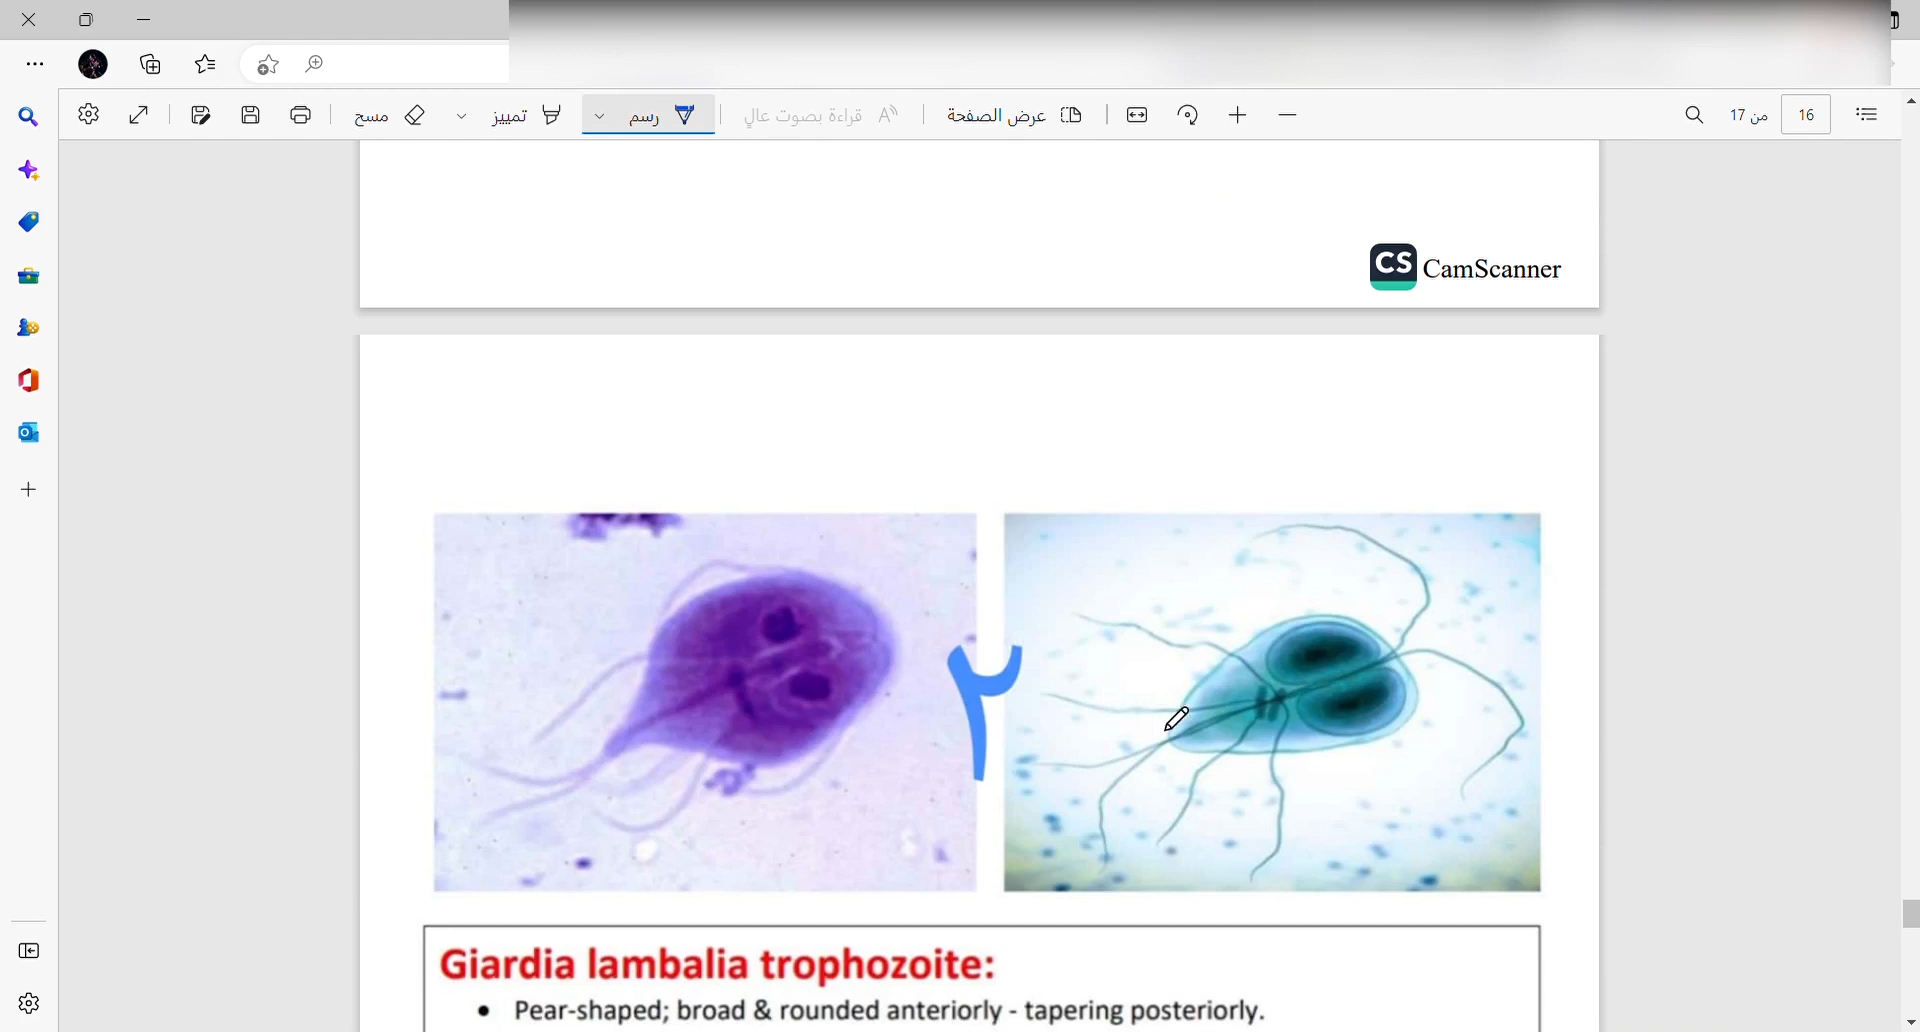 مسح
تمييز
رسم
قراءة بصوت عالٍ
عرض الصفحة
من 17
16
CS CamScanner
٢
Giardia lambalia trophozoite:
• Pear-shaped; broad & rounded anteriorly - tapering posteriorly.